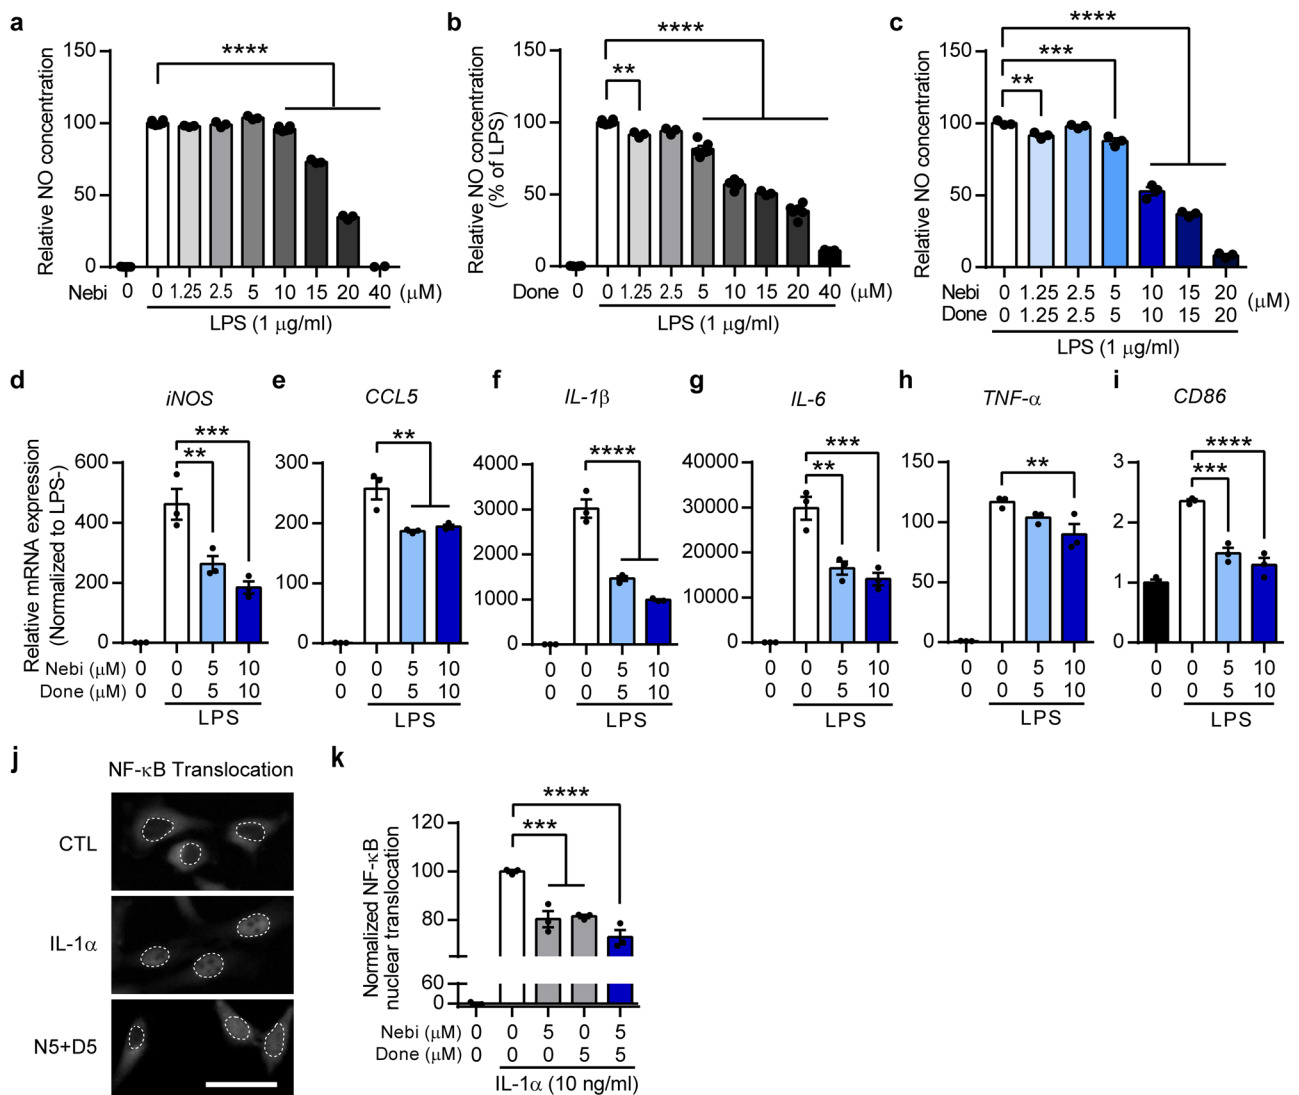 a
Relative NO concentration
150
100
50
0
****
Nebi 0 0 1.25 2.5 5 10 15 20 40 (μM)
LPS (1 μg/ml)
b
Relative NO concentration
(% of LPS)
150
100
50
0
**
****
Done 0 0 1.25 2.5 5 10 15 20 40 (μM)
LPS (1 μg/ml)
c
Relative NO concentration
150
100
50
0
**
***
****
Nebi 0 1.25 2.5 5 10 15 20
Done 0 1.25 2.5 5 10 15 20
(μM)
LPS (1 μg/ml)
d
iNOS
Relative mRNA expression
(Normalized to LPS-)
600
400
200
0
**
***
Nebi (μM) 0 0 5 10
Done (μM) 0 0 5 10
LPS
e
CCL5
300
200
100
0
**
0 0 5 10
0 0 5 10
LPS
f
IL-1β
4000
3000
2000
1000
0
****
0 0 5 10
0 0 5 10
LPS
g
IL-6
40000
30000
20000
10000
0
**
***
0 0 5 10
0 0 5 10
LPS
h
TNF-α
150
100
50
0
**
0 0 5 10
0 0 5 10
LPS
i
CD86
3
2
1
0
***
****
0 0 5 10
0 0 5 10
LPS
j
NF-κB Translocation
CTL
IL-1α
N5+D5
k
Normalized NF-κB
nuclear translocation
120
100
80
60
0
***
****
Nebi (μM) 0 0 5 0 5
Done (μM) 0 0 0 5 5
IL-1α (10 ng/ml)